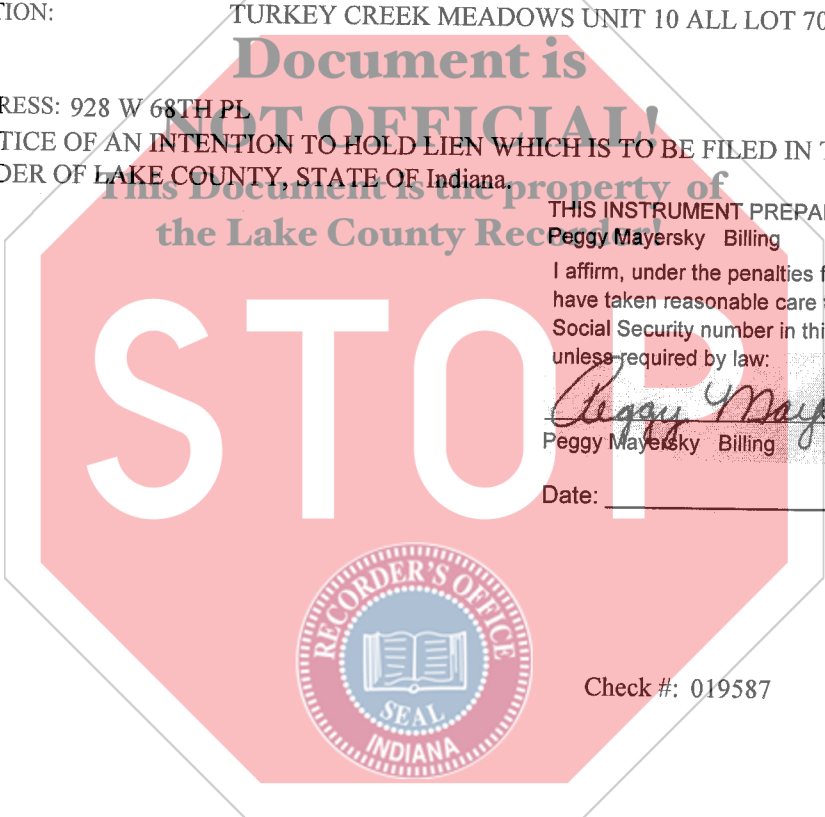 TION: TURKEY CREEK MEADOWS UNIT 10 ALL LOT 70
Document is
RESS: 928 W 68TH PL
NOT OFFICIAL!
TICE OF AN INTENTION TO HOLD LIEN WHICH IS TO BE FILED IN T
DER OF LAKE COUNTY, STATE OF Indiana.
This Document is the property of
the Lake County Recorder!
THIS INSTRUMENT PREPA
Peggy Mayersky Billing
I affirm, under the penalties f
have taken reasonable care
Social Security number in thi
unless required by law:
Peggy Maye
Peggy Mayersky Billing
Date:
STOP
RECORDER'S OFFICE
SEAL
INDIANA
Check #: 019587